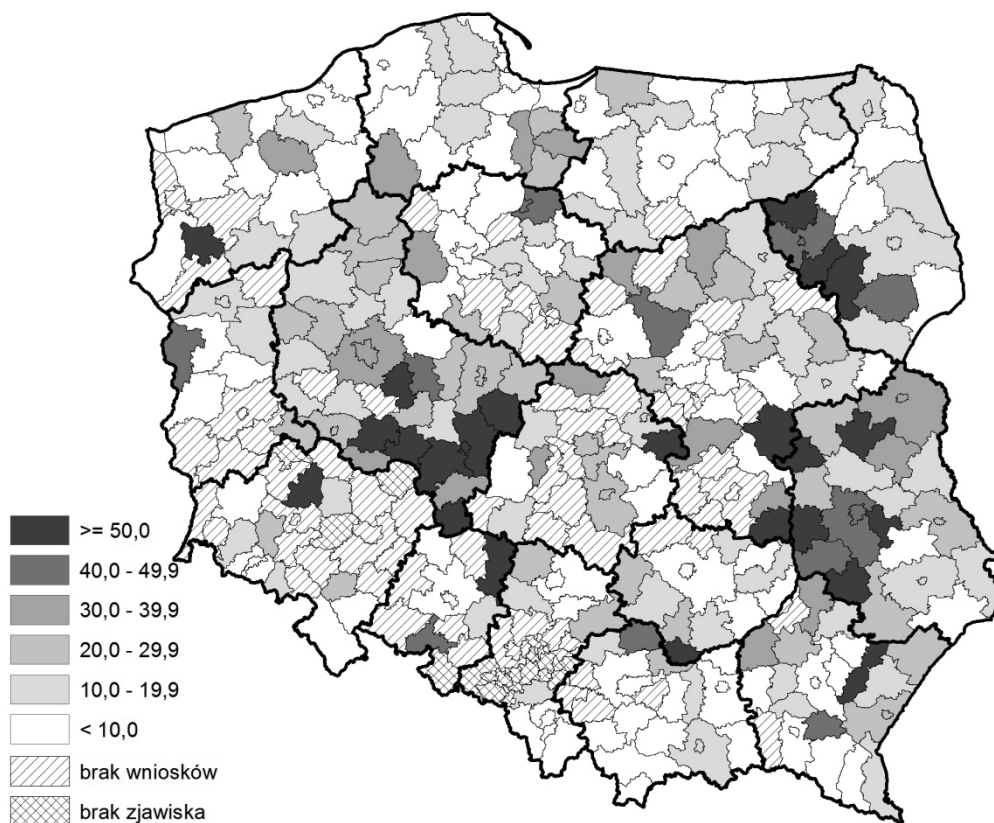 >= 50,0
40,0 - 49,9
30,0 - 39,9
20,0 - 29,9
10,0 - 19,9
< 10,0
brak wniosków
brak zjawiska